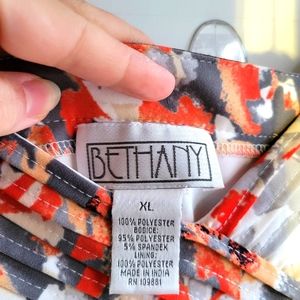 BETHANY
XL
100% POLYESTER
BODICE:
95% POLYESTER
5% SPANDEX
LINING:
100% POLYESTER
MADE IN INDIA
RN 109881